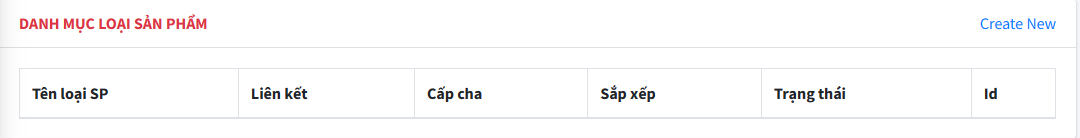 DANH MỤC LOẠI SẢN PHẨM Create New
Tên loại SP Liên kết Cấp cha Sắp xếp Trạng thái Id